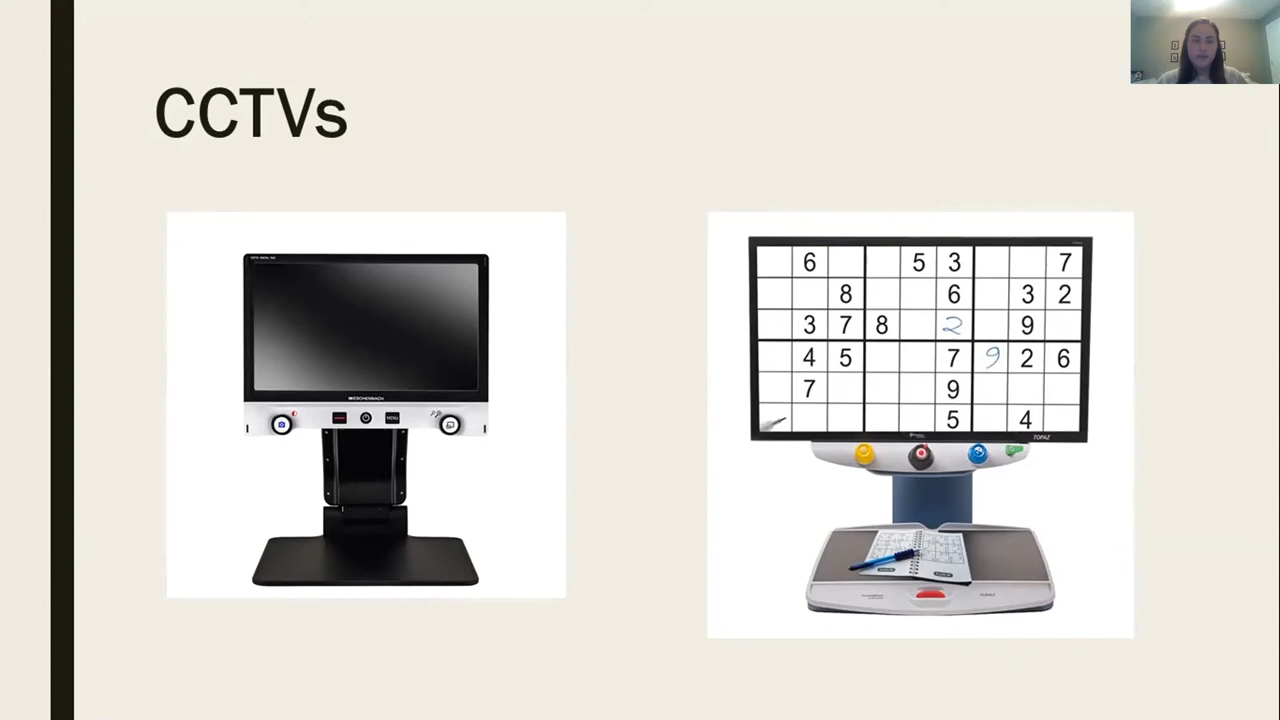 CCTVs
ESCHENBACH
MENU
6 5 3 7
8 6 3 2
3 7 8 2 9
4 5 7 9 2 6
7 9
5 4
TOPAZ
TOPAZ